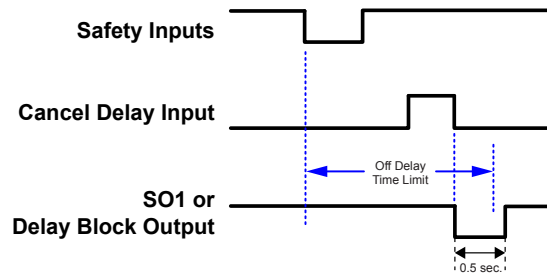 Safety Inputs
Cancel Delay Input
Off Delay
Time Limit
SO1 or
Delay Block Output
0.5 sec.